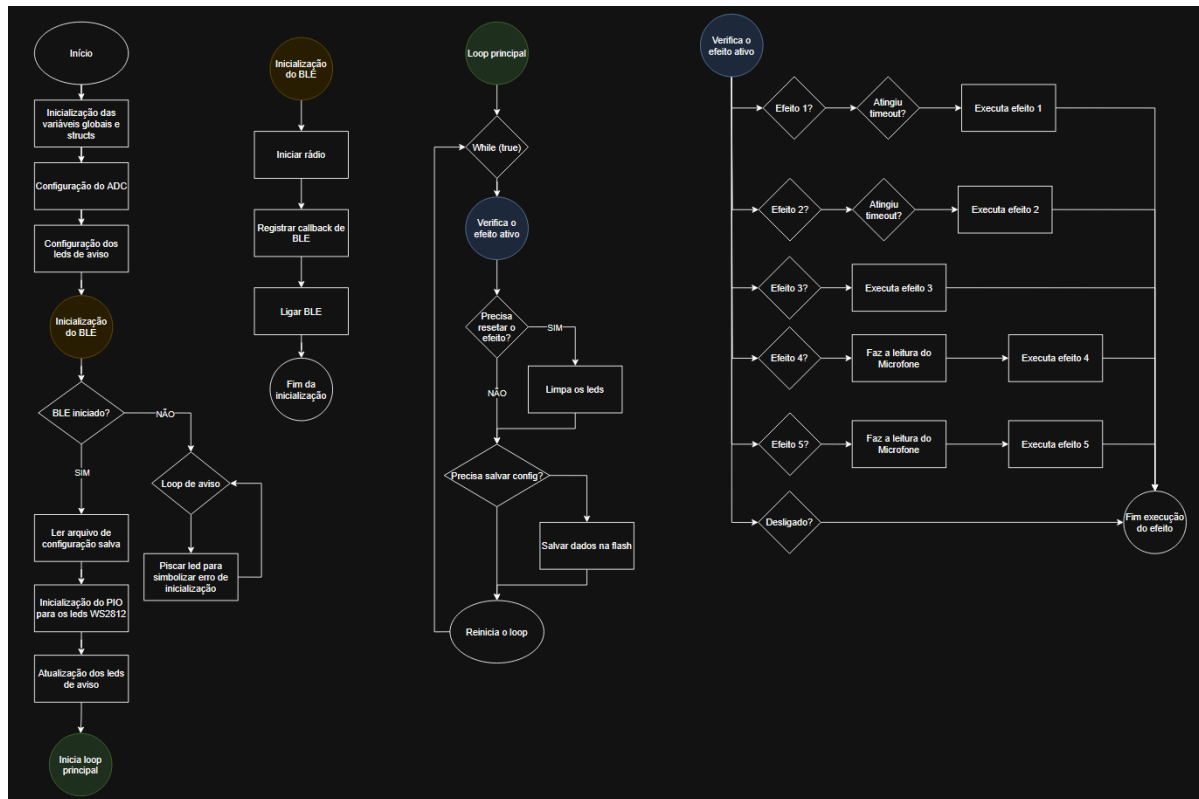 Início
Inicialização das
variáveis globais e
structs
Configuração do ADC
Configuração dos
leds de aviso
Inicialização
do BLE
BLE iniciado?
NÃO
SIM
Loop de aviso
Ler arquivo de
configuração salva
Piscar led para
simbolizar erro de
inicialização
Inicialização do PIO
para os leds WS2812
Atualização dos leds
de aviso
Inicia loop
principal
Inicialização
do BLE
Iniciar rádio
Registrar callback de
BLE
Ligar BLE
Fim da
inicialização
Loop principal
While (true)
Verifica o
efeito ativo
Precisa
resetar o
efeito?
SIM
NÃO
Limpa os leds
Precisa salvar config?
Salvar dados na flash
Reinicia o loop
Verifica o
efeito ativo
Efeito 1?
Atingiu
timeout?
Executa efeito 1
Efeito 2?
Atingiu
timeout?
Executa efeito 2
Efeito 3?
Executa efeito 3
Efeito 4?
Faz a leitura do
Microfone
Executa efeito 4
Efeito 5?
Faz a leitura do
Microfone
Executa efeito 5
Desligado?
Fim execução
do efeito